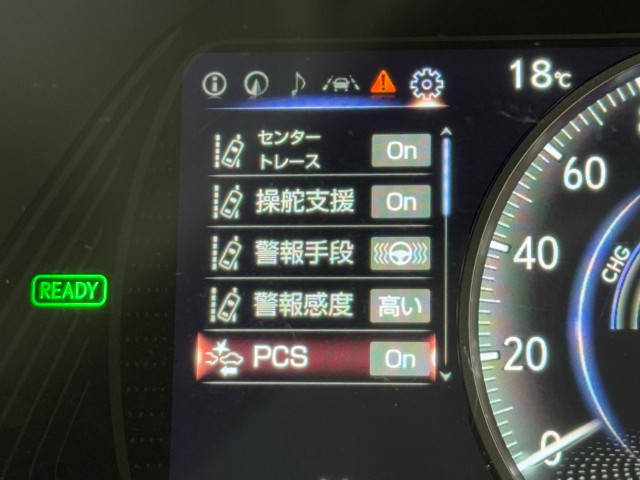 18℃
センター
トレース
On
操舵支援
On
警報手段
警報感度
高い
PCS
On
READY
60
40
20
0
CHG